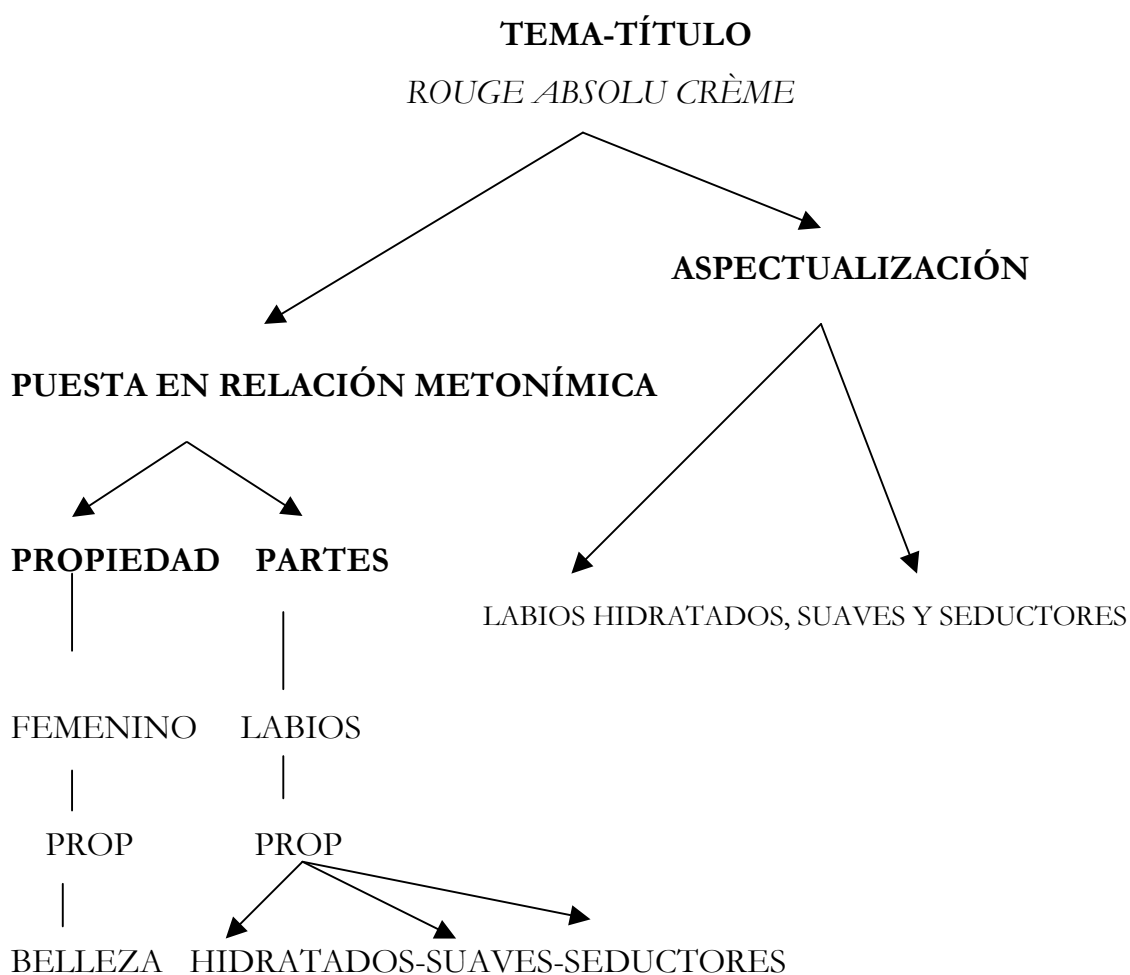 TEMA-TÍTULO
ROUGE ABSOLU CRÈME
ASPECTUALIZACIÓN
PUESTA EN RELACIÓN METONÍMICA
PROPIEDAD PARTES
LABIOS HIDRATADOS, SUAVES Y SEDUCTORES
FEMENINO LABIOS
PROP PROP
BELLEZA HIDRATADOS-SUAVES-SEDUCTORES